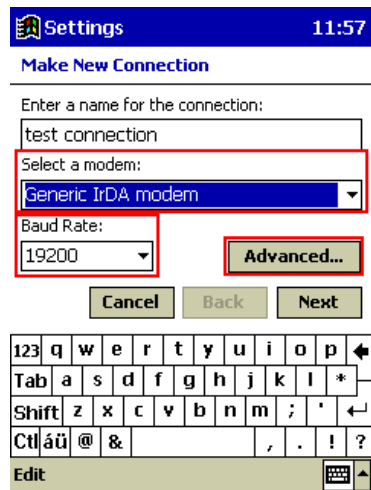 Settings 11:57
Make New Connection
Enter a name for the connection:
test connection
Select a modem:
Generic IrDA modem
Baud Rate:
19200
Advanced...
Cancel Back Next
123 q w e r t y u i o p
Tab a s d f g h j k l *
Shift z x c v b n m ; '
Ctl áü @ & , . ! ?
Edit